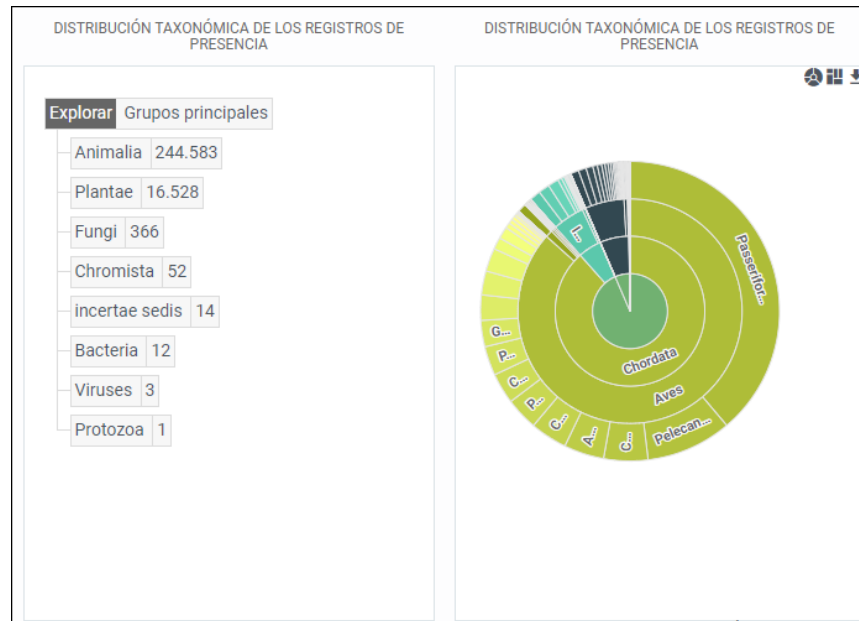 DISTRIBUCIÓN TAXONÓMICA DE LOS REGISTROS DE
PRESENCIA
Explorar Grupos principales
Animalia 244.583
Plantae 16.528
Fungi 366
Chromista 52
incertae sedis 14
Bacteria 12
Viruses 3
Protozoa 1
DISTRIBUCIÓN TAXONÓMICA DE LOS REGISTROS DE
PRESENCIA
Passerifor...
I...
Chordata
Aves
G...
P...
C...
P...
C...
A...
C...
Pelecan...